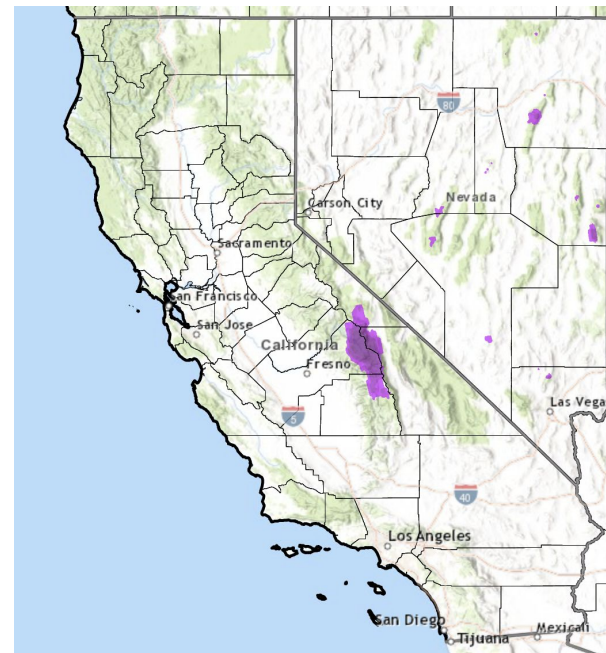 80
Nevada
Carson City
Sacramento
San Francisco
San Jose
California
Fresno
Las Vega
5
40
Los Angeles
San Diego
Tijuana
Mexicali